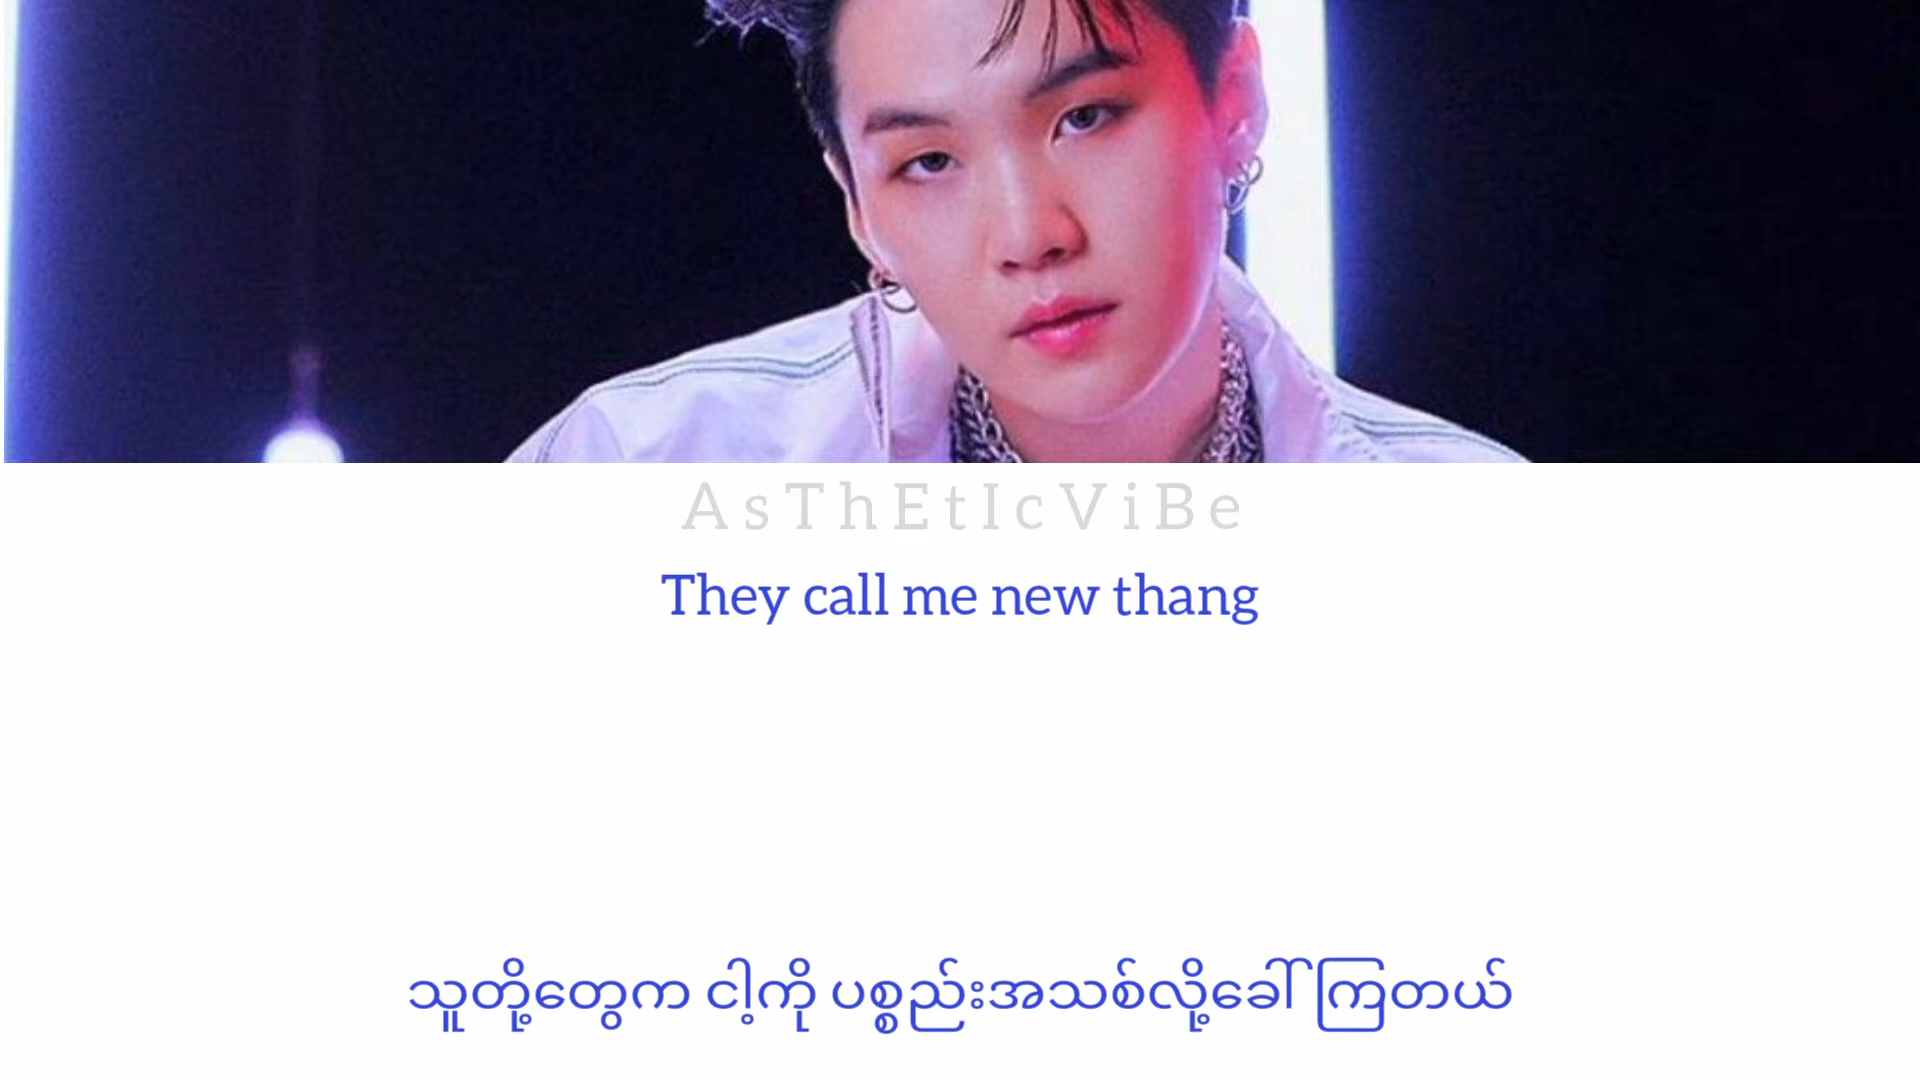 AsThEtIcViBe
They call me new thang
သူတို့တွေက ငါ့ကို ပစ္စည်းအသစ်လို့ခေါ်ကြတယ်